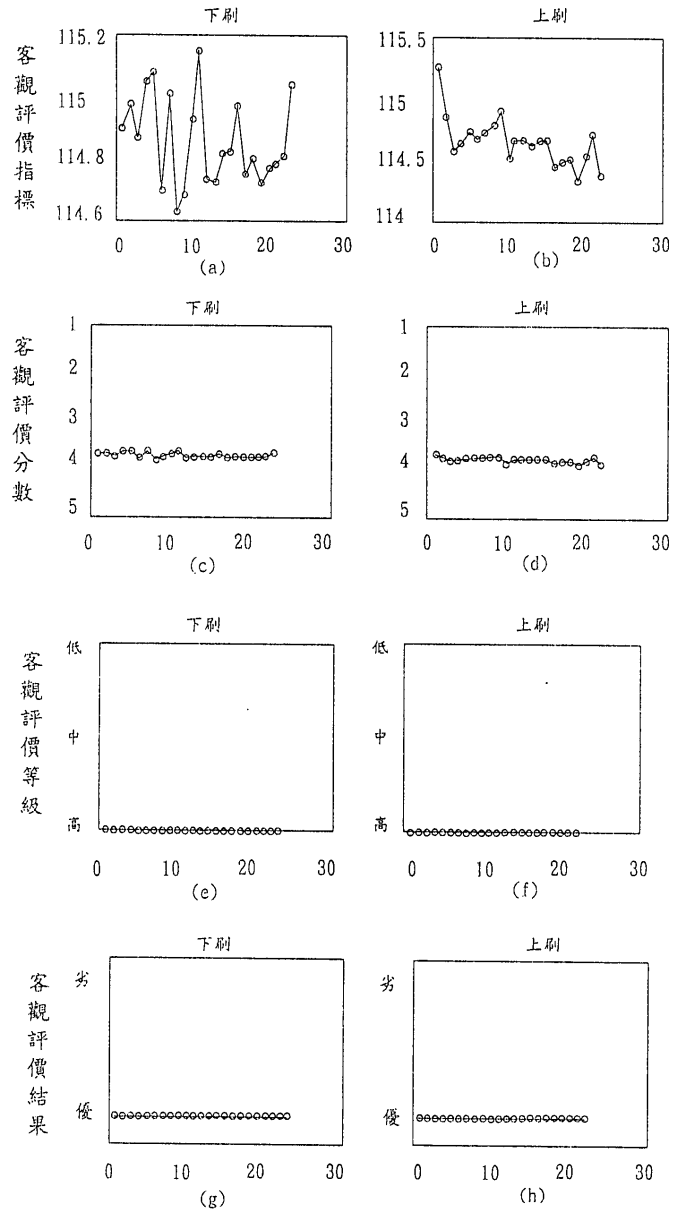 下刷
上刷
客觀評價指標
115.2
115
114.8
114.6
0 10 20 30
(a)
115.5
115
114.5
114
0 10 20 30
(b)
下刷
上刷
客觀評價分數
1
2
3
4
5
0 10 20 30
(c)
1
2
3
4
5
0 10 20 30
(d)
下刷
上刷
客觀評價等級
低
中
高
0 10 20 30
(e)
低
中
高
0 10 20 30
(f)
下刷
上刷
客觀評價結果
劣
優
0 10 20 30
(g)
劣
優
0 10 20 30
(h)